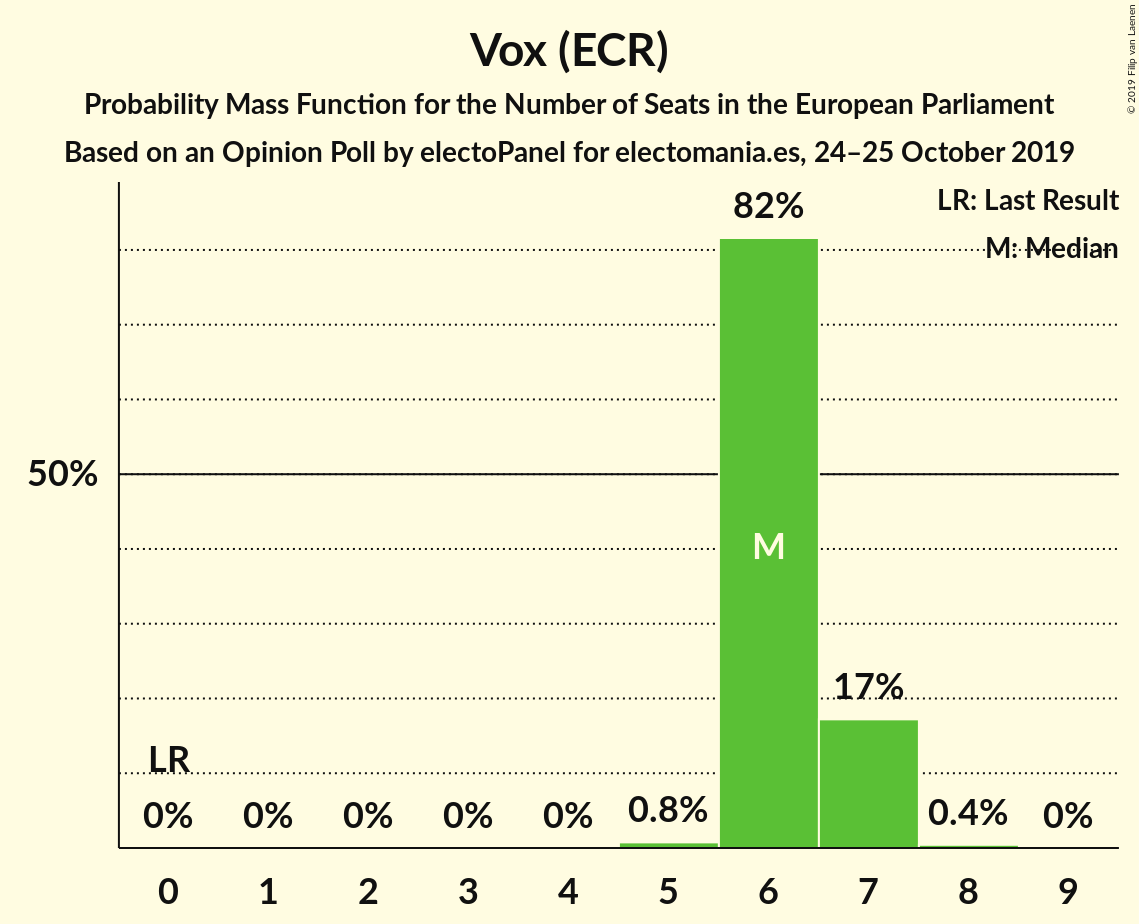 Vox (ECR)
Probability Mass Function for the Number of Seats in the European Parliament
Based on an Opinion Poll by electoPanel for electomania.es, 24–25 October 2019
© 2019 Filip van Laenen
LR: Last Result
M: Median
82%
50%
M
17%
LR
0% 0% 0% 0% 0% 0.8% 0.4% 0%
0 1 2 3 4 5 6 7 8 9